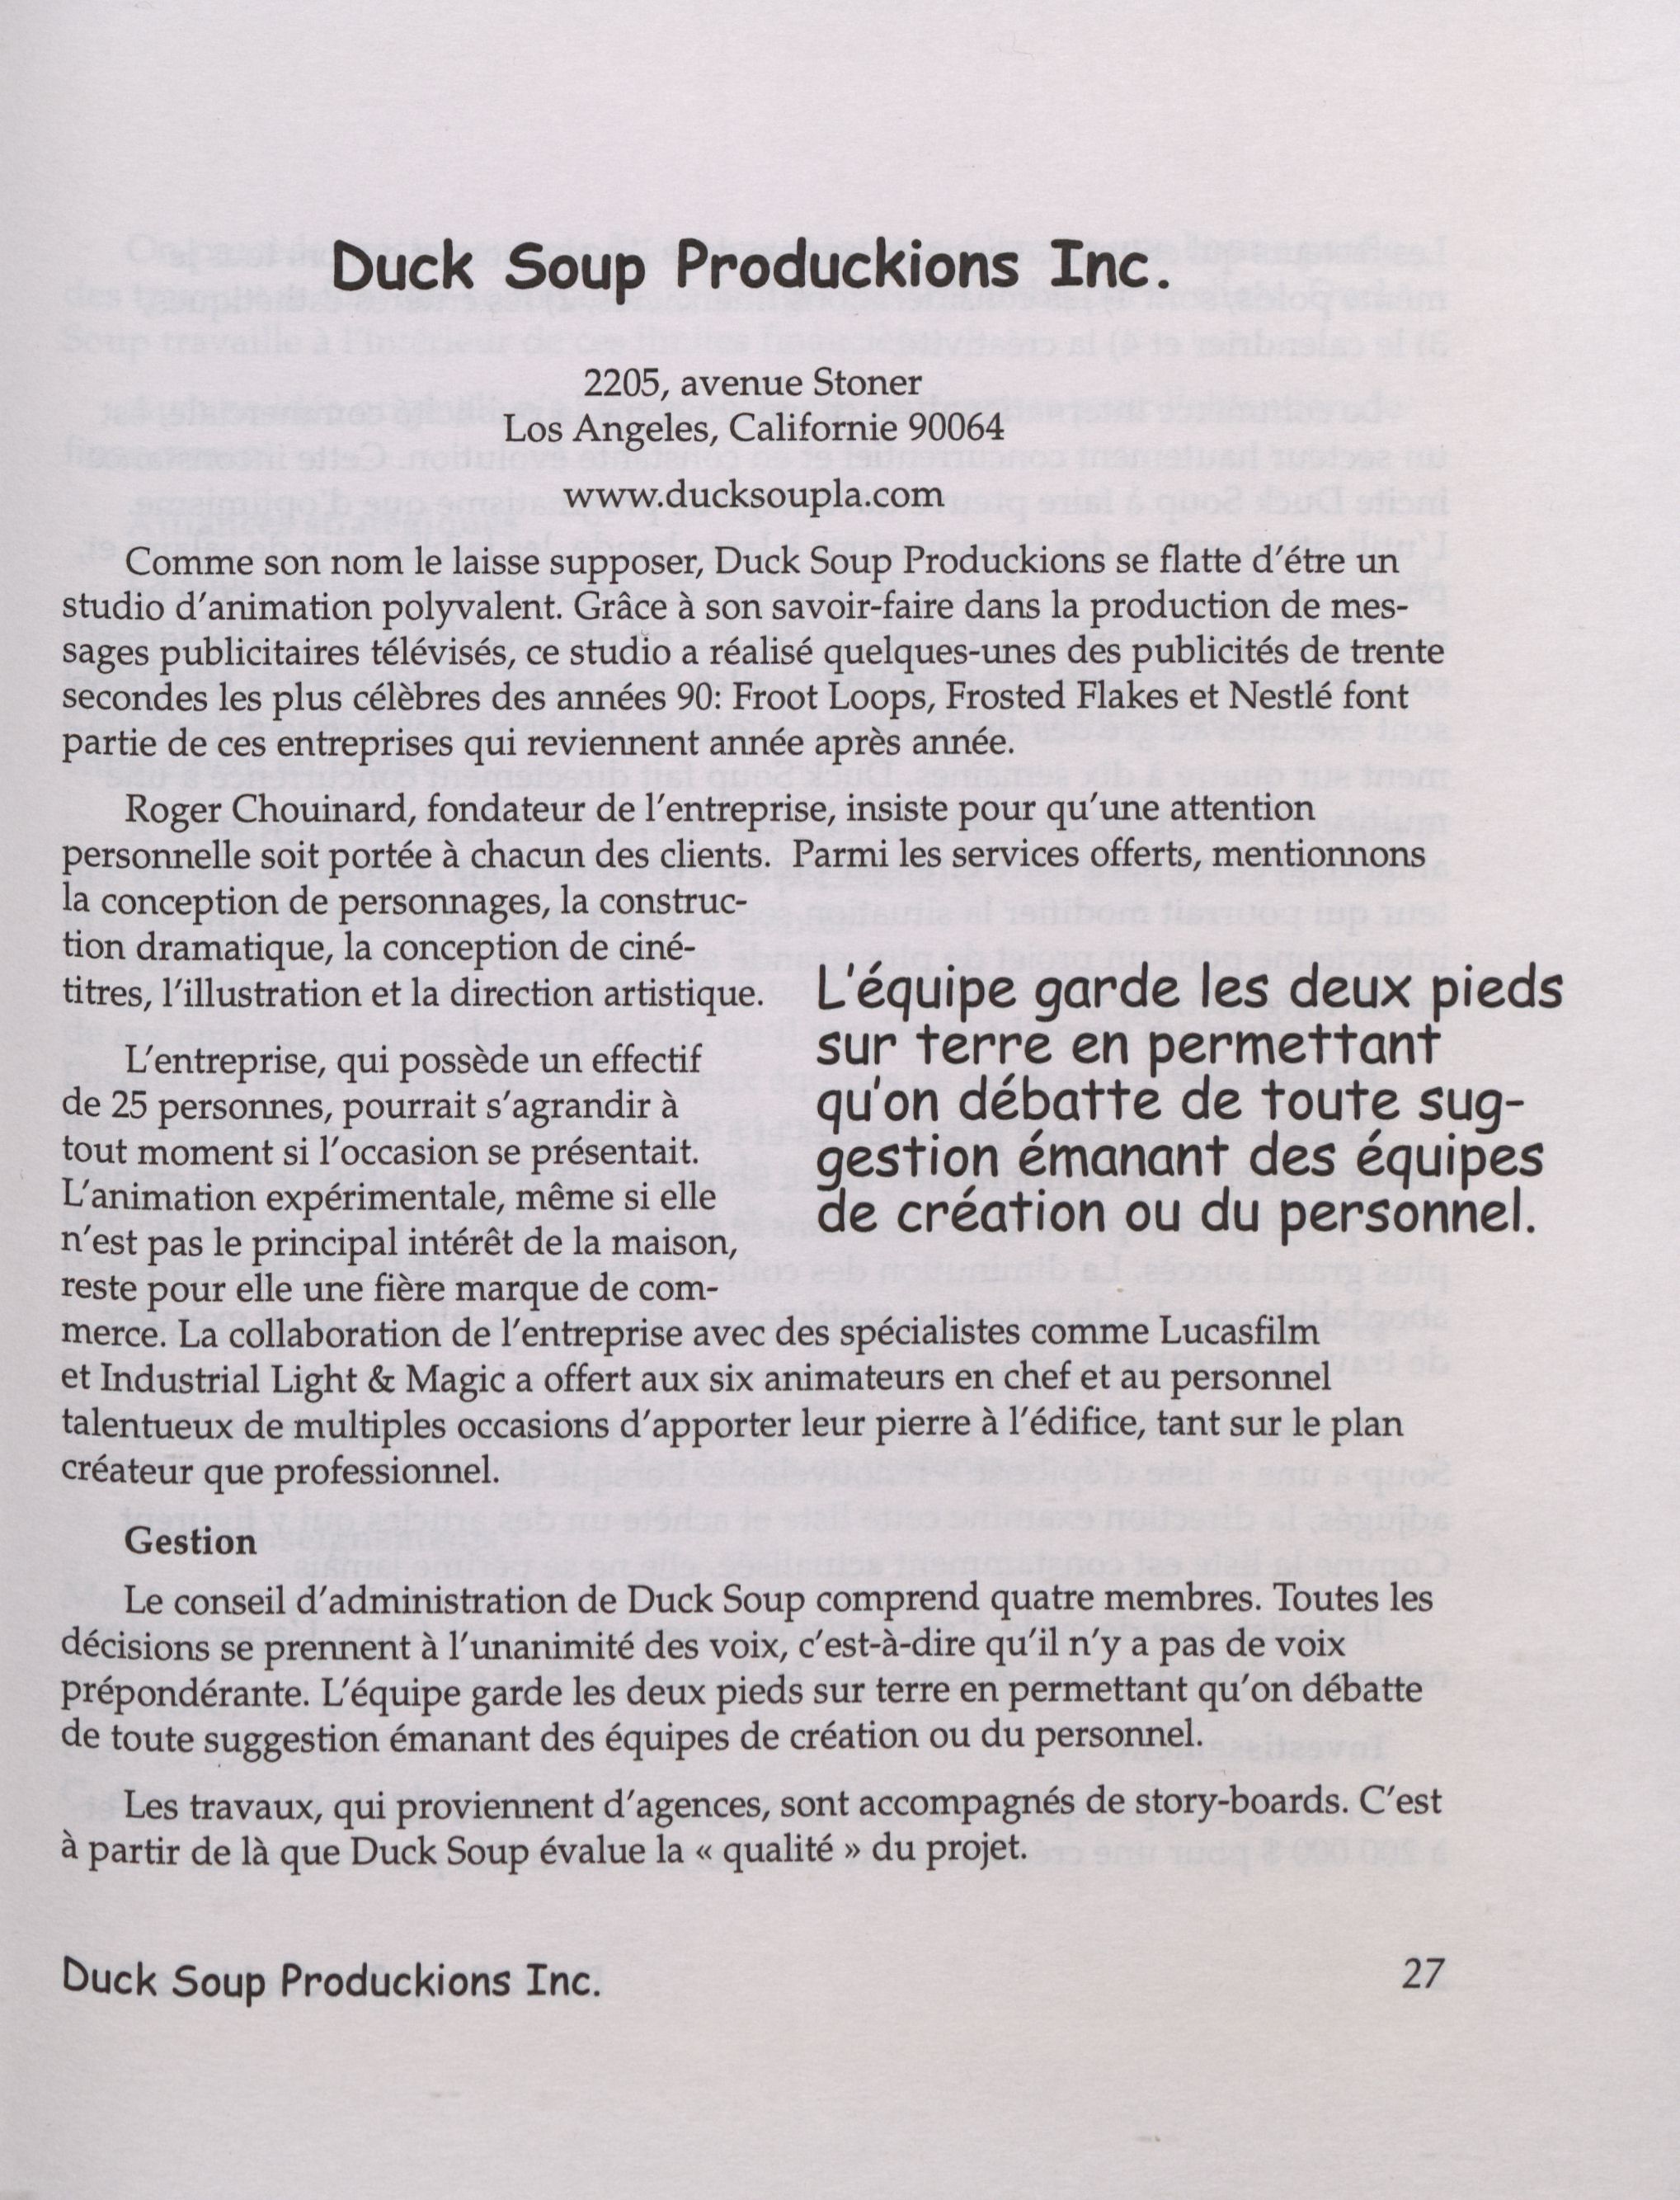 Duck Soup Produckions Inc.
2205, avenue Stoner
Los Angeles, Californie 90064
www.ducksoupla.com
Comme son nom le laisse supposer, Duck Soup Produckions se flatte d'étre un
studio d'animation polyvalent. Grâce à son savoir-faire dans la production de mes-
sages publicitaires télévisés, ce studio a réalisé quelques-unes des publicités de trente
secondes les plus célèbres des années 90: Froot Loops, Frosted Flakes et Nestlé font
partie de ces entreprises qui reviennent année après année.
Roger Chouinard, fondateur de l'entreprise, insiste pour qu'une attention
personnelle soit portée à chacun des clients.  Parmi les services offerts, mentionnons
la conception de personnages, la construc-
tion dramatique, la conception de ciné-
titres, l'illustration et la direction artistique.
L'entreprise, qui possède un effectif
de 25 personnes, pourrait s'agrandir à
tout moment si l'occasion se présentait.
L'animation expérimentale, même si elle
n'est pas le principal intérêt de la maison,
reste pour elle une fière marque de com-
merce. La collaboration de l'entreprise avec des spécialistes comme Lucasfilm
et Industrial Light & Magic a offert aux six animateurs en chef et au personnel
talentueux de multiples occasions d'apporter leur pierre à l'édifice, tant sur le plan
créateur que professionnel.
L'équipe garde les deux pieds
sur terre en permettant
qu'on débatte de toute sug-
gestion émanant des équipes
de création ou du personnel.
Gestion
Le conseil d'administration de Duck Soup comprend quatre membres. Toutes les
décisions se prennent à l'unanimité des voix, c'est-à-dire qu'il n'y a pas de voix
prépondérante. L'équipe garde les deux pieds sur terre en permettant qu'on débatte
de toute suggestion émanant des équipes de création ou du personnel.
Les travaux, qui proviennent d'agences, sont accompagnés de story-boards. C'est
à partir de là que Duck Soup évalue la « qualité » du projet.
Duck Soup Produckions Inc.
27